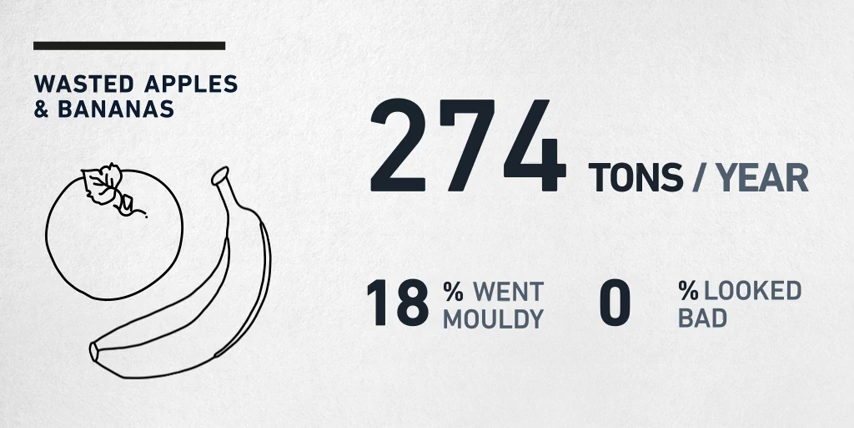 WASTED APPLES
& BANANAS
274 TONS / YEAR
18 % WENT
MOULDY
0 % LOOKED
BAD